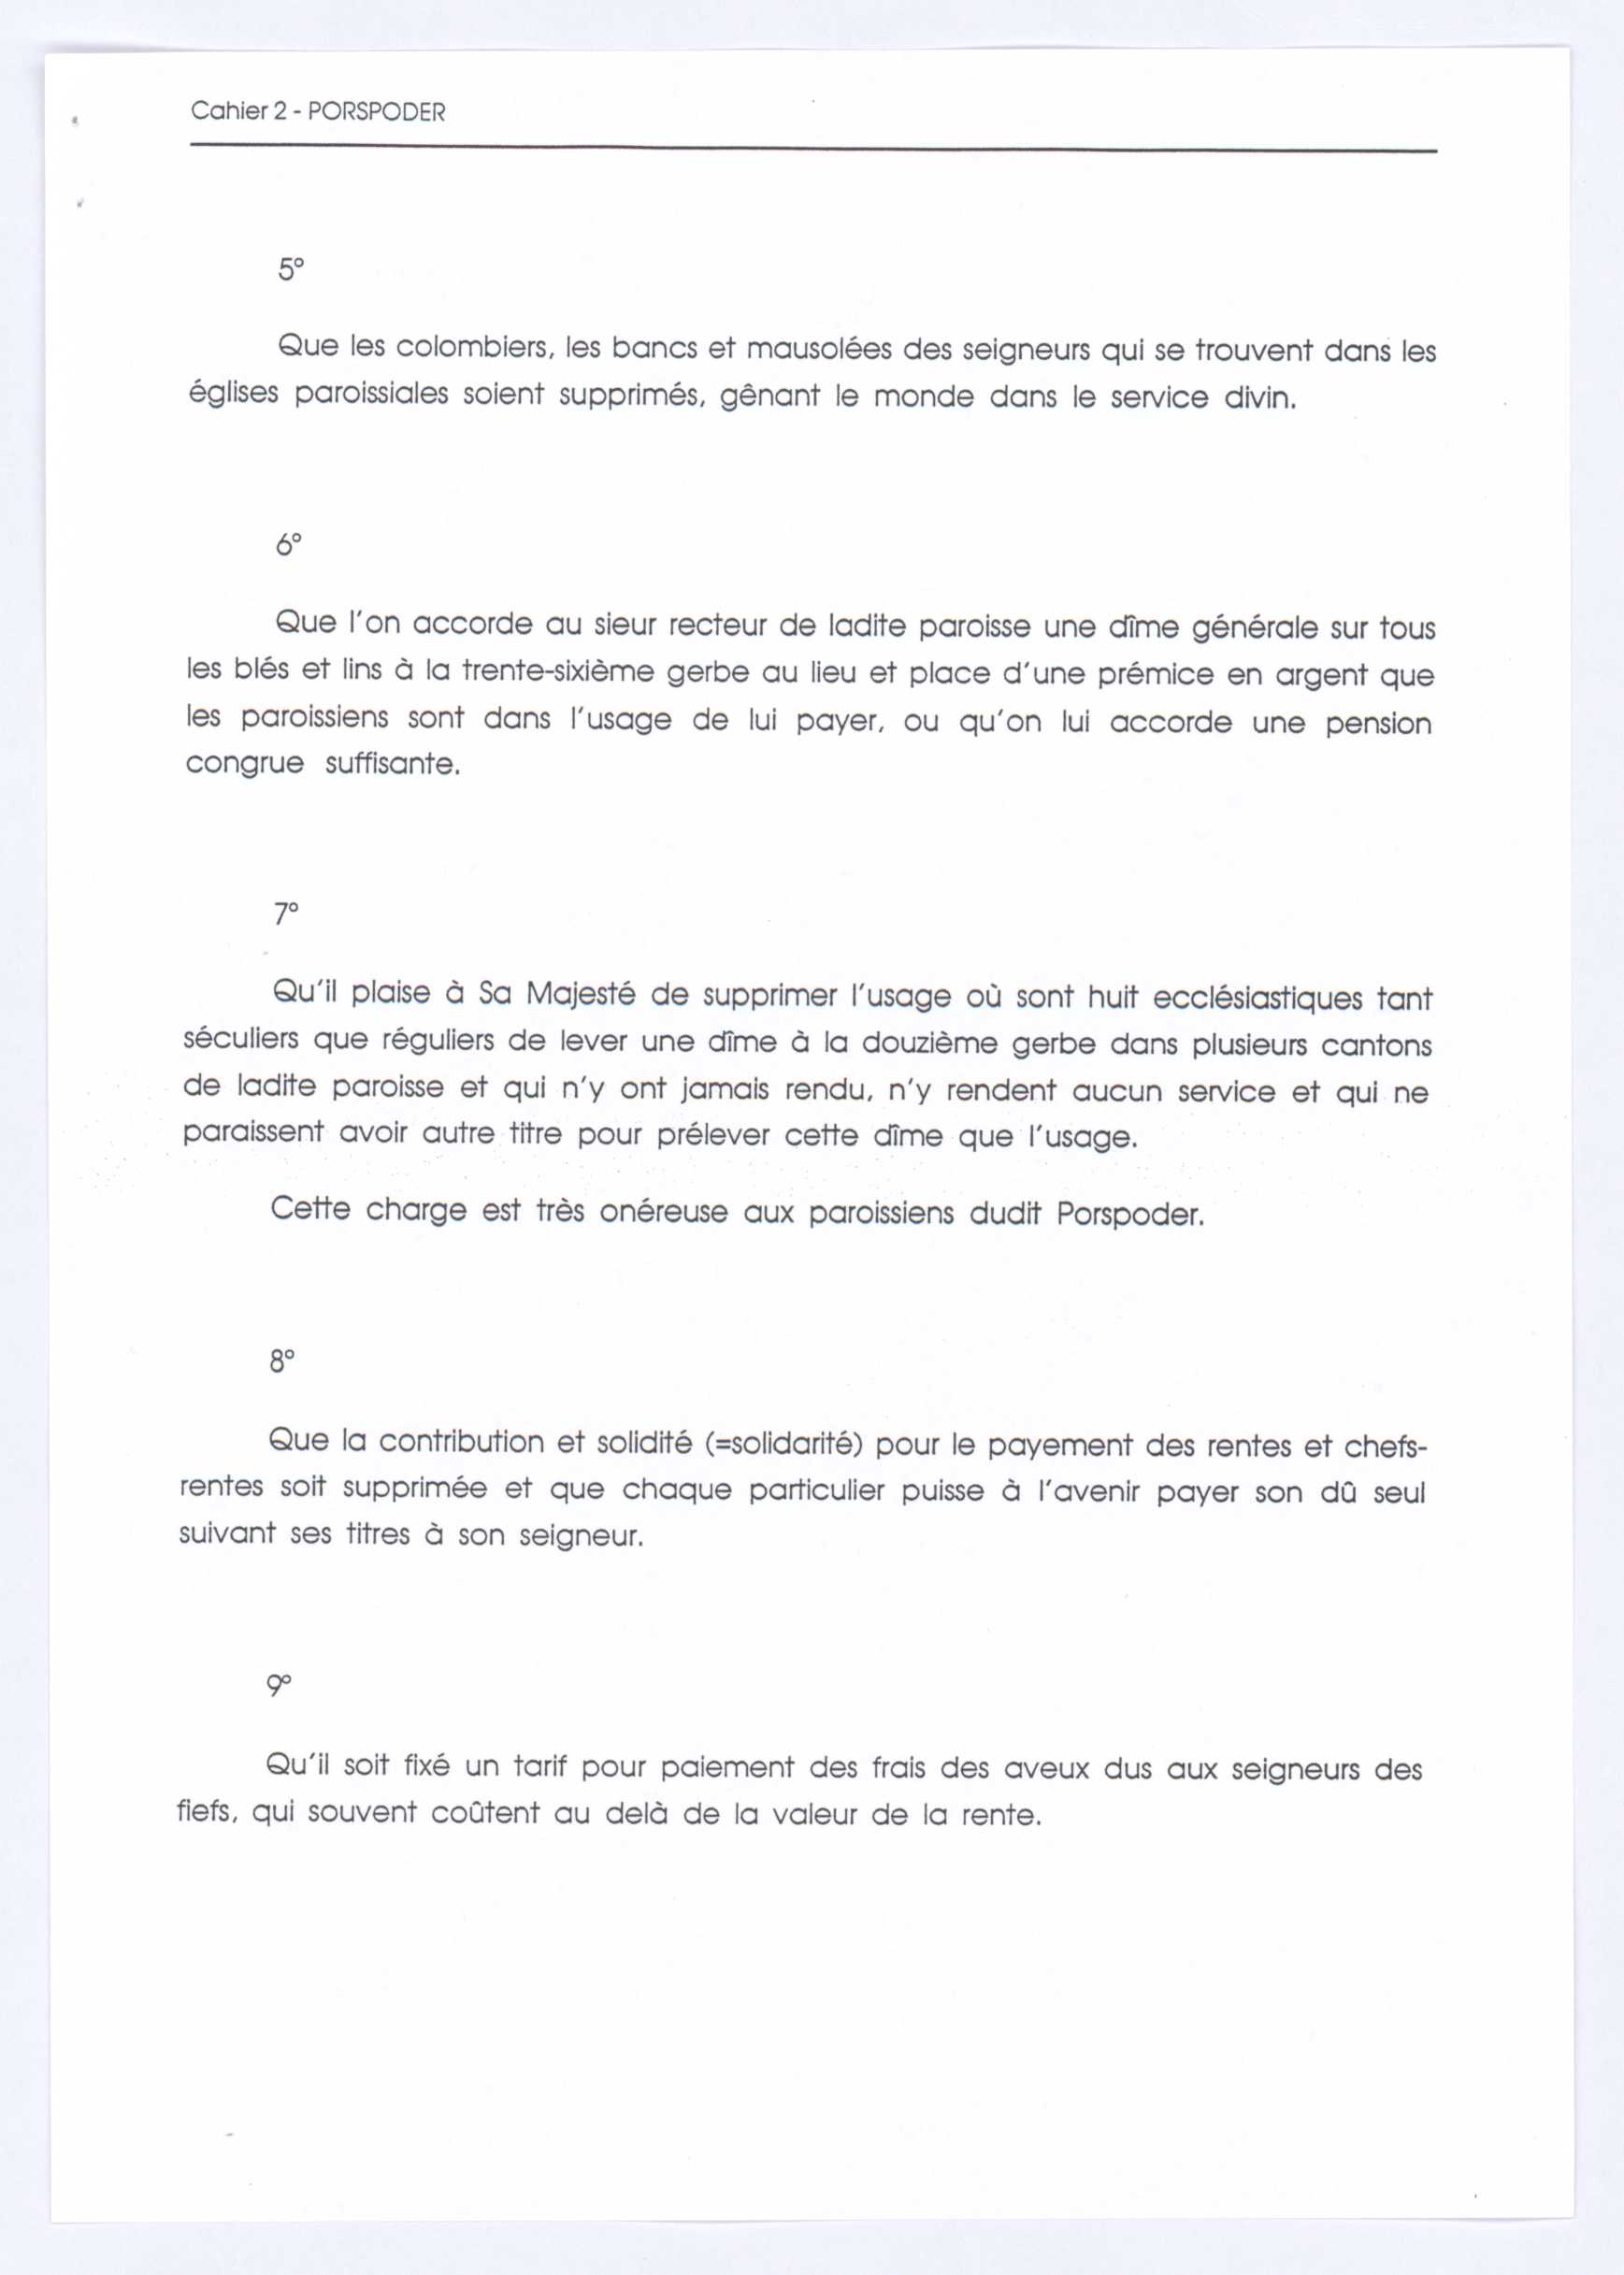 Cahier 2 - PORSPODER
5°
Que les colombiers, les bancs et mausolées des seigneurs qui se trouvent dans les
églises paroissiales soient supprimés, gênant le monde dans le service divin.
6°
Que l'on accorde au sieur recteur de ladite paroisse une dîme générale sur tous
les blés et lins à la trente-sixième gerbe au lieu et place d'une prémice en argent que
les paroissiens sont dans l'usage de lui payer, ou qu'on lui accorde une pension
congrue suffisante.
7°
Qu'il plaise à Sa Majesté de supprimer l'usage où sont huit ecclésiastiques tant
séculiers que réguliers de lever une dîme à la douzième gerbe dans plusieurs cantons
de ladite paroisse et qui n'y ont jamais rendu, n'y rendent aucun service et qui ne
paraissent avoir autre titre pour prélever cette dîme que l'usage.
Cette charge est très onéreuse aux paroissiens dudit Porspoder.
8°
Que la contribution et solidité (=solidarité) pour le payement des rentes et chefs-
rentes soit supprimée et que chaque particulier puisse à l'avenir payer son dû seul
suivant ses titres à son seigneur.
9°
Qu'il soit fixé un tarif pour paiement des frais des aveux dus aux seigneurs des
fiefs, qui souvent coûtent au delà de la valeur de la rente.